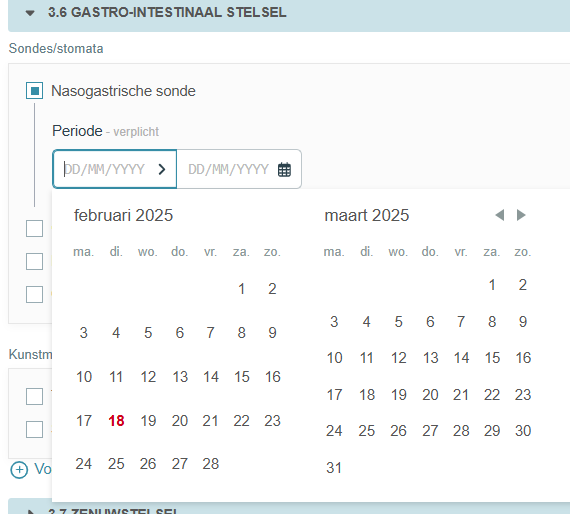 3.6 GASTRO-INTESTINAAL STELSEL
Sondes/stomata
Nasogastrische sonde
Periode - verplicht
DD/MM/YYYY DD/MM/YYYY
februari 2025 maart 2025
ma. di. wo. do. vr. za. zo. ma. di. wo. do. vr. za. zo.
1 2 1 2
3 4 5 6 7 8 9 3 4 5 6 7 8 9
10 11 12 13 14 15 16 10 11 12 13 14 15 16
17 18 19 20 21 22 23 17 18 19 20 21 22 23
24 25 26 27 28 24 25 26 27 28 29 30
31
Kunstm
Vo
3.7 ZENUWSTELSEL